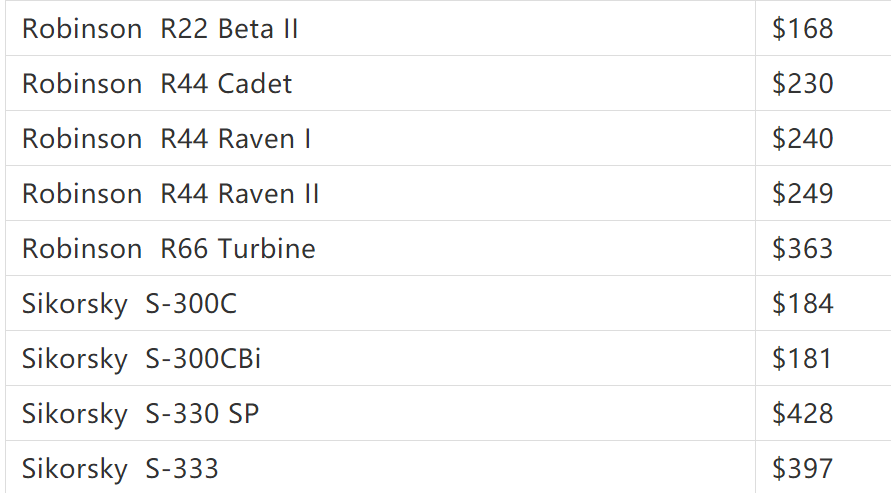 Robinson R22 Beta II $168
Robinson R44 Cadet $230
Robinson R44 Raven I $240
Robinson R44 Raven II $249
Robinson R66 Turbine $363
Sikorsky S-300C $184
Sikorsky S-300CBi $181
Sikorsky S-330 SP $428
Sikorsky S-333 $397